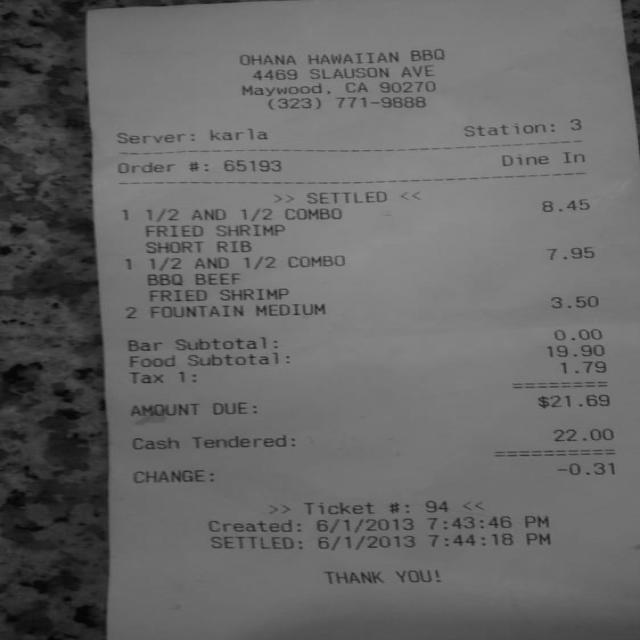 OHANA HAWAIIAN BBQ
4469 SLAUSON AVE
Maywood, CA 90270
(323) 771-9888
Server: karla Station: 3
Order #: 65193 Dine In
>> SETTLED <<
1 1/2 AND 1/2 COMBO 8.45
FRIED SHRIMP
SHORT RIB
1 1/2 AND 1/2 COMBO 7.95
BBQ BEEF
FRIED SHRIMP
2 FOUNTAIN MEDIUM 3.50
Bar Subtotal: 0.00
Food Subtotal: 19.90
Tax 1: 1.79
========
AMOUNT DUE: $21.69
Cash Tendered: 22.00
==========
CHANGE: -0.31
>> Ticket #: 94 <<
Created: 6/1/2013 7:43:46 PM
SETTLED: 6/1/2013 7:44:18 PM
THANK YOU!